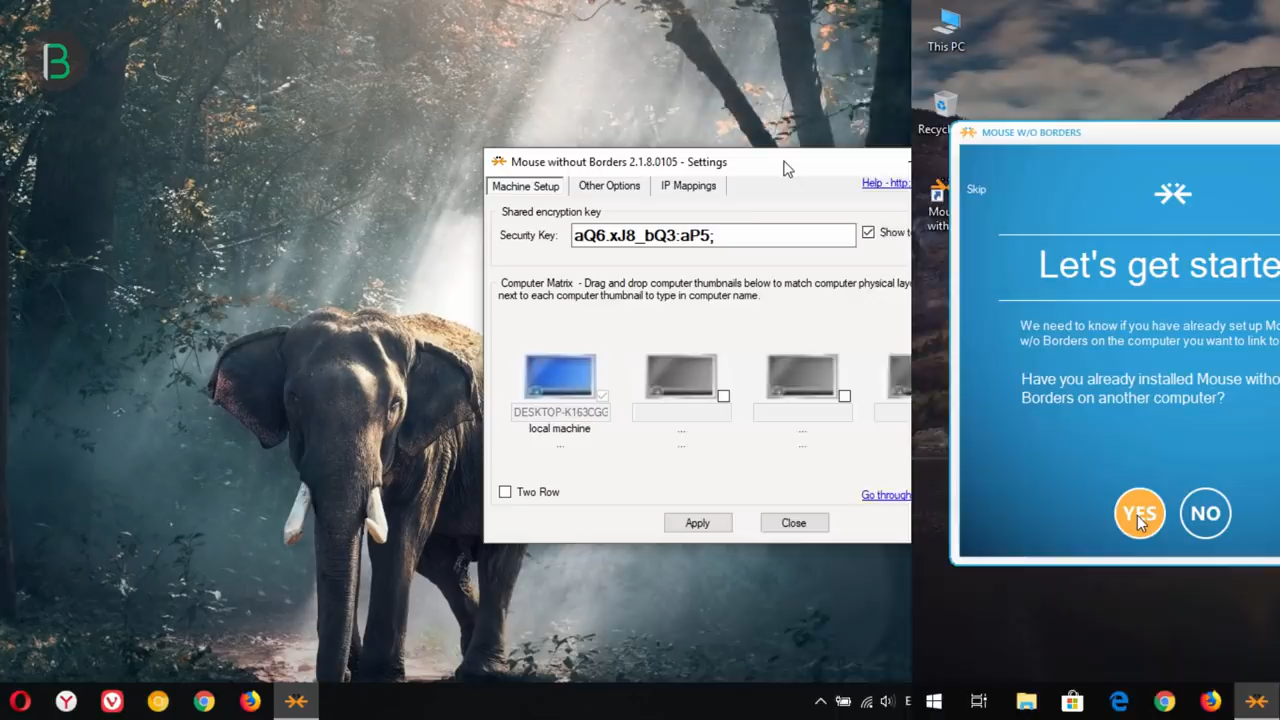 B
Mouse without Borders 2.1.8.0105 - Settings
Machine Setup
Other Options
IP Mappings
Help - http:
Shared encryption key
Security Key:
aQ6.xJ8_bQ3:aP5;
Show
Computer Matrix - Drag and drop computer thumbnails below to match computer physical
next to each computer thumbnail to type in computer name.
DESKTOP-K163CGG
local machine
...
...
...
...
...
Two Row
Go through
Apply
Close
This PC
Recyc
Mou
with
MOUSE W/O BORDERS
Skip
Let's get starte
We need to know if you have already set up Mo
w/o Borders on the computer you want to link to
Have you already installed Mouse witho
Borders on another computer?
YES
NO
E